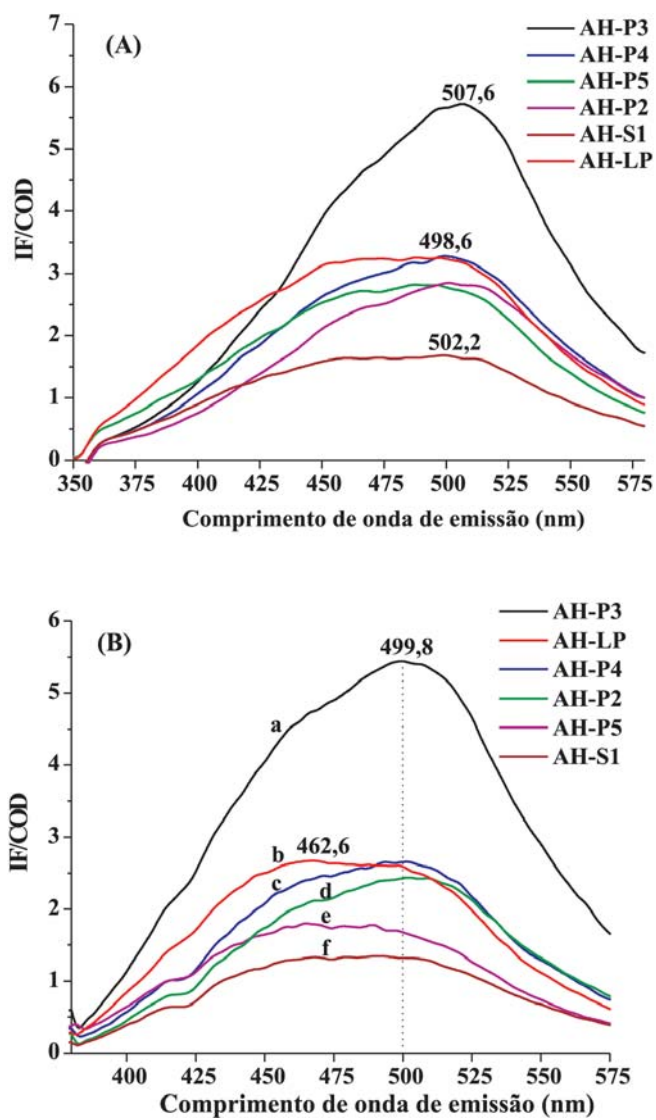 (A)
AH-P3
AH-P4
AH-P5
AH-P2
AH-S1
AH-LP
507,6
498,6
502,2
7
6
5
4
3
2
1
0
IF/COD
350 375 400 425 450 475 500 525 550 575
Comprimento de onda de emissão (nm)
(B)
AH-P3
AH-LP
AH-P4
AH-P2
AH-P5
AH-S1
499,8
a
462,6
b
c
d
e
f
6
5
4
3
2
1
0
IF/COD
400 425 450 475 500 525 550 575
Comprimento de onda de emissão (nm)